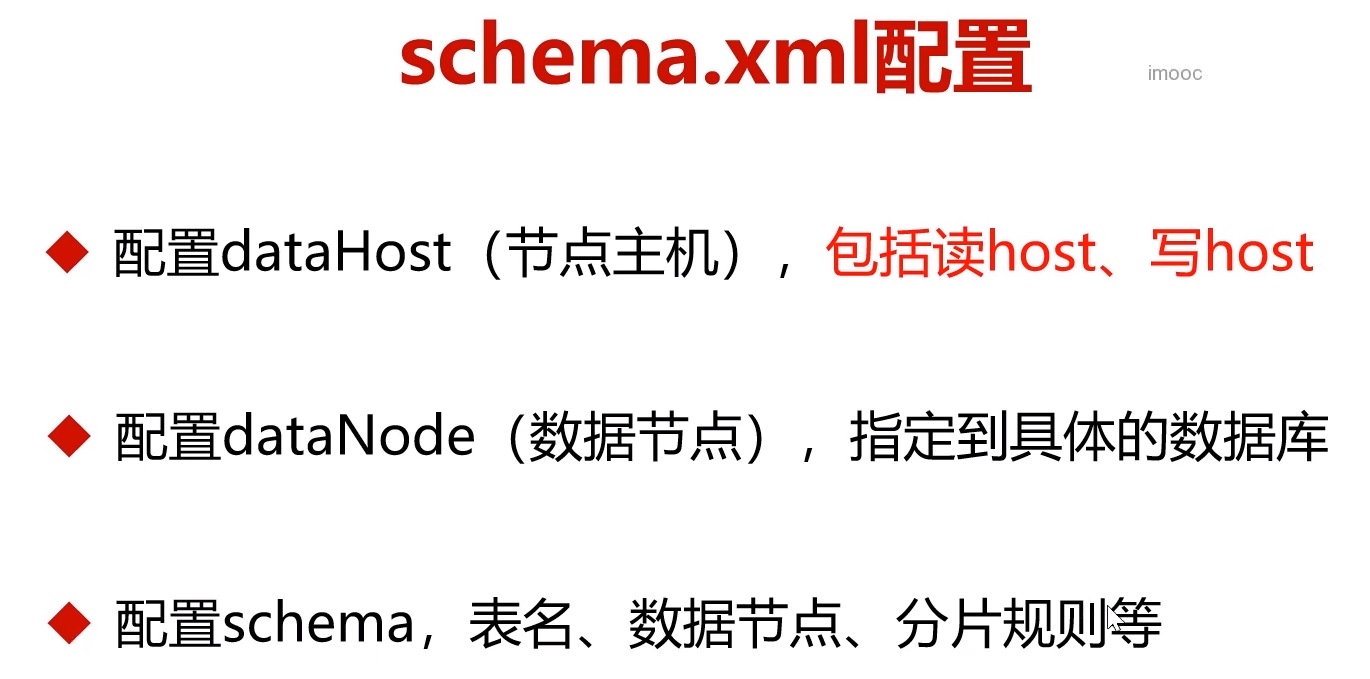 schema.xml配置
imooc
配置dataHost（节点主机），包括读host、写host
配置dataNode（数据节点），指定到具体的数据库
配置schema，表名、数据节点、分片规则等